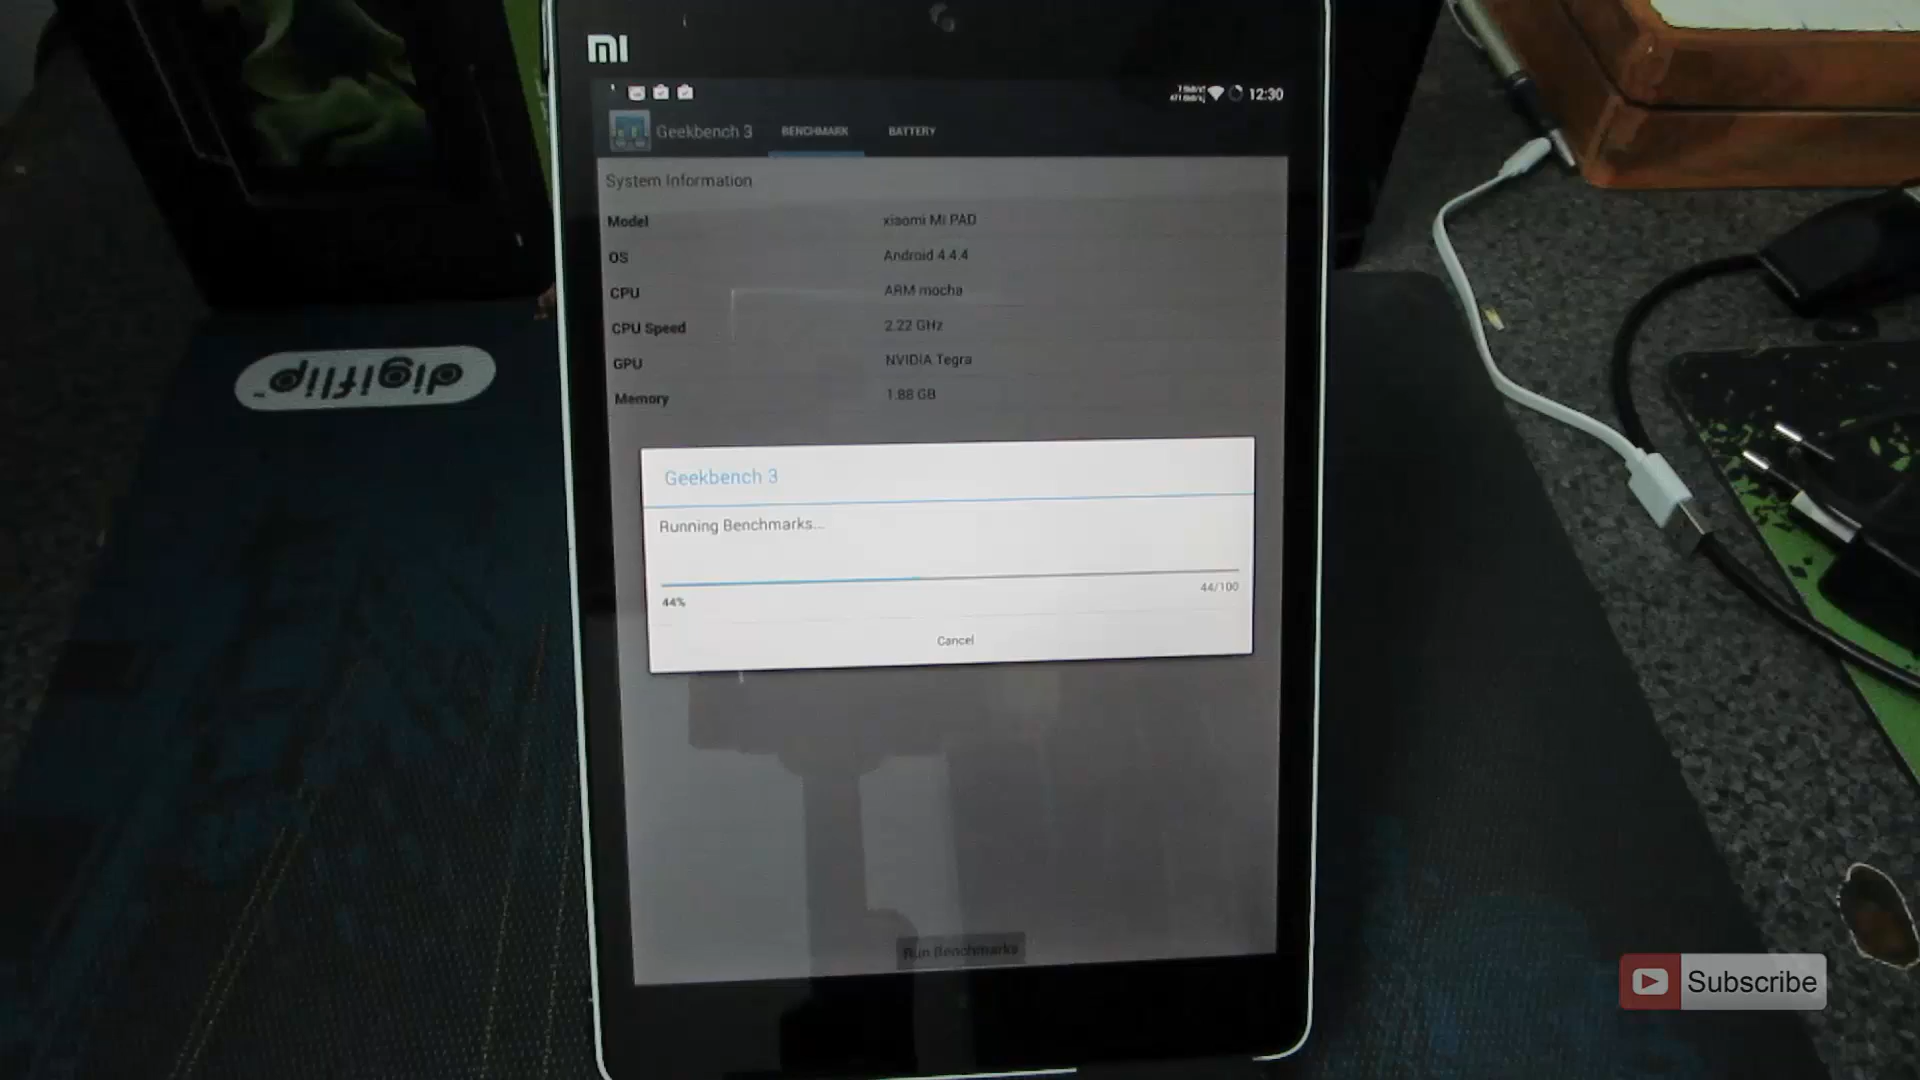 mi
12:30
Geekbench 3 BENCHMARK BATTERY
System Information
Model xiaomi MI PAD
OS Android 4.4.4
CPU ARM mocha
CPU Speed 2.22 GHz
GPU NVIDIA Tegra
Memory 1.88 GB
digiflip
Geekbench 3
Running Benchmarks...
44% 44/100
Cancel
Run Benchmarks
Subscribe